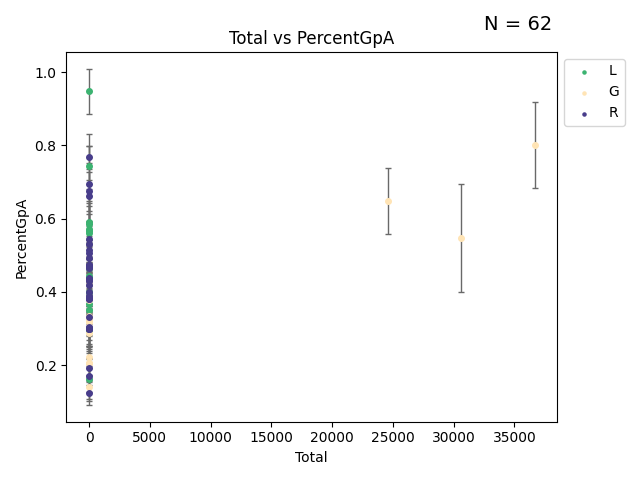 N = 62
Total vs PercentGpA
L
G
R
1.0
0.8
0.6
0.4
0.2
PercentGpA
0 5000 10000 15000 20000 25000 30000 35000
Total